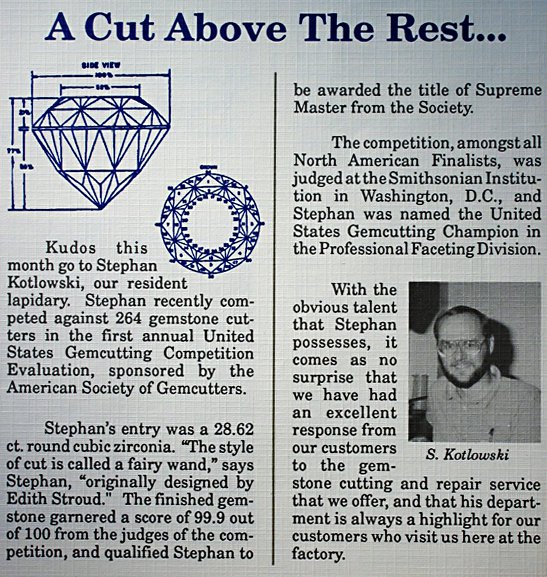 A Cut Above The Rest...
SIDE VIEW
100%
Kudos this
month go to Stephan
Kotlowski, our resident
lapidary. Stephan recently com-
peted against 264 gemstone cut-
ters in the first annual United
States Gemcutting Competition
Evaluation, sponsored by the
American Society of Gemcutters.
Stephan's entry was a 28.62
ct. round cubic zirconia. "The style
of cut is called a fairy wand," says
Stephan, "originally designed by
Edith Stroud." The finished gem-
stone garnered a score of 99.9 out
of 100 from the judges of the com-
petition, and qualified Stephan to
be awarded the title of Supreme
Master from the Society.
The competition, amongst all
North American Finalists, was
judged at the Smithsonian Institu-
tion in Washington, D.C., and
Stephan was named the United
States Gemcutting Champion in
the Professional Faceting Division.
With the
obvious talent
that Stephan
possesses, it
comes as no
surprise that
we have had
an excellent
response from
our customers
to the gem-
stone cutting and repair service
that we offer, and that his depart-
ment is always a highlight for our
customers who visit us here at the
factory.
S. Kotlowski